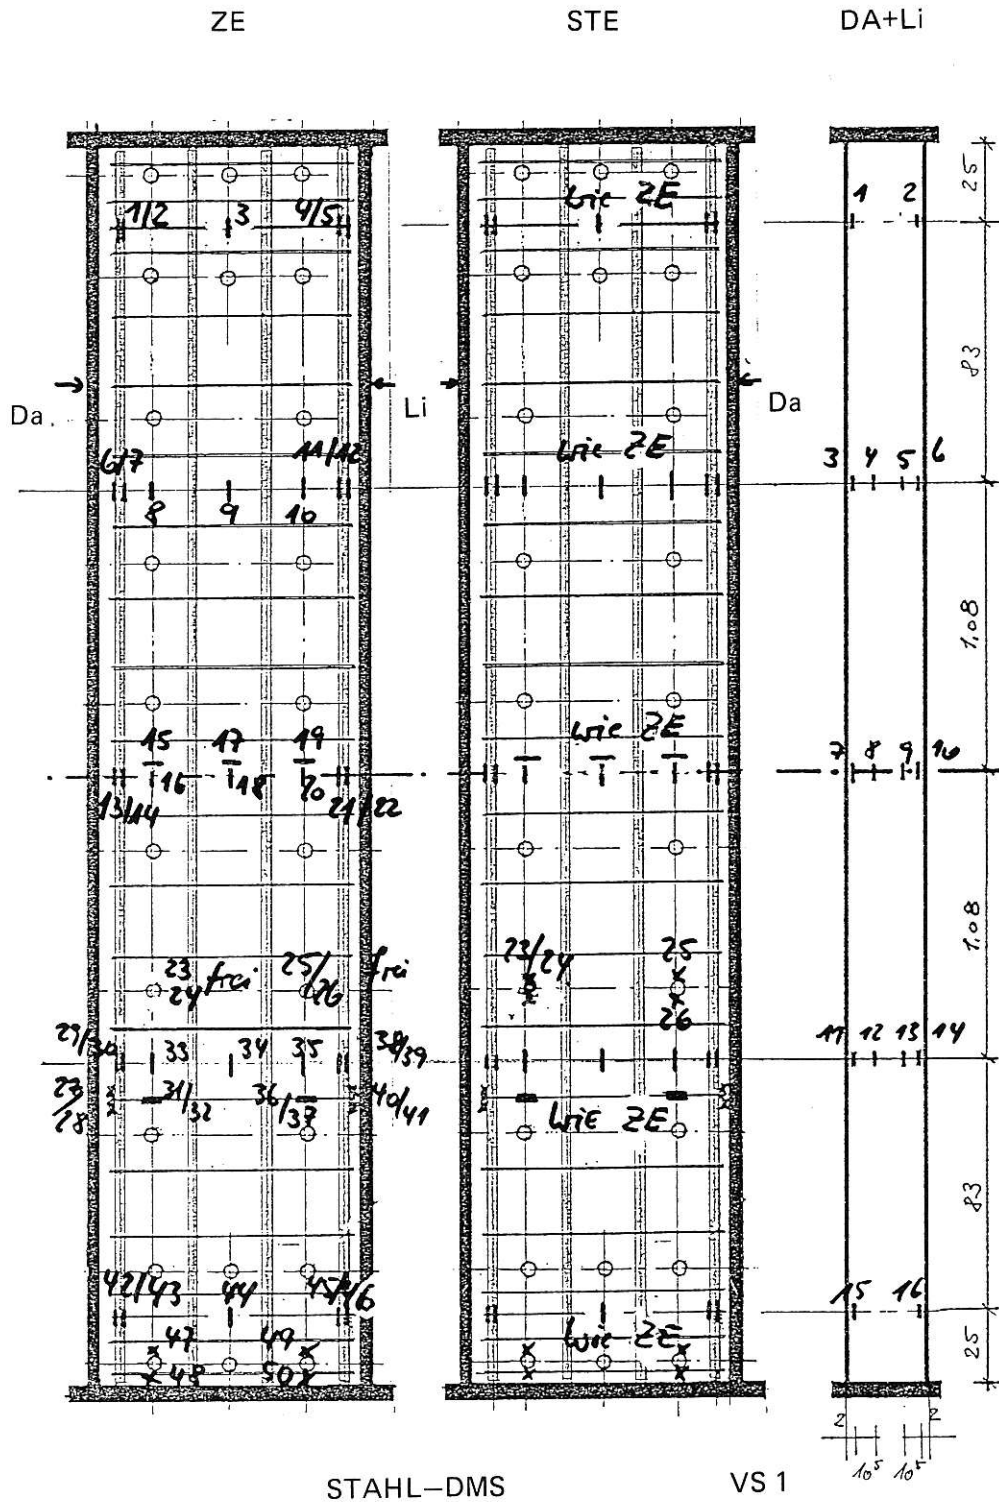 ZE STE DA+Li
1/2 3 4/5
wie ZE
1 2
25
83
Da Li Da
6/7 11/12
wie ZE
3 4 5 6
8 9 10
1,08
15 17 19
wie ZE
7 8 9 10
16 18 20
13/14 21/22
1,08
23 frei 25/26 frei
24
23/24 25
26
29/30 33 34 35 38/39
11 12 13 14
27/28 31/32 36/37 40/41
wie ZE
83
42/43 44 45/46
15 16
wie ZE
47 49
48 50
25
2 2
10⁵ 10⁵
STAHL–DMS VS 1